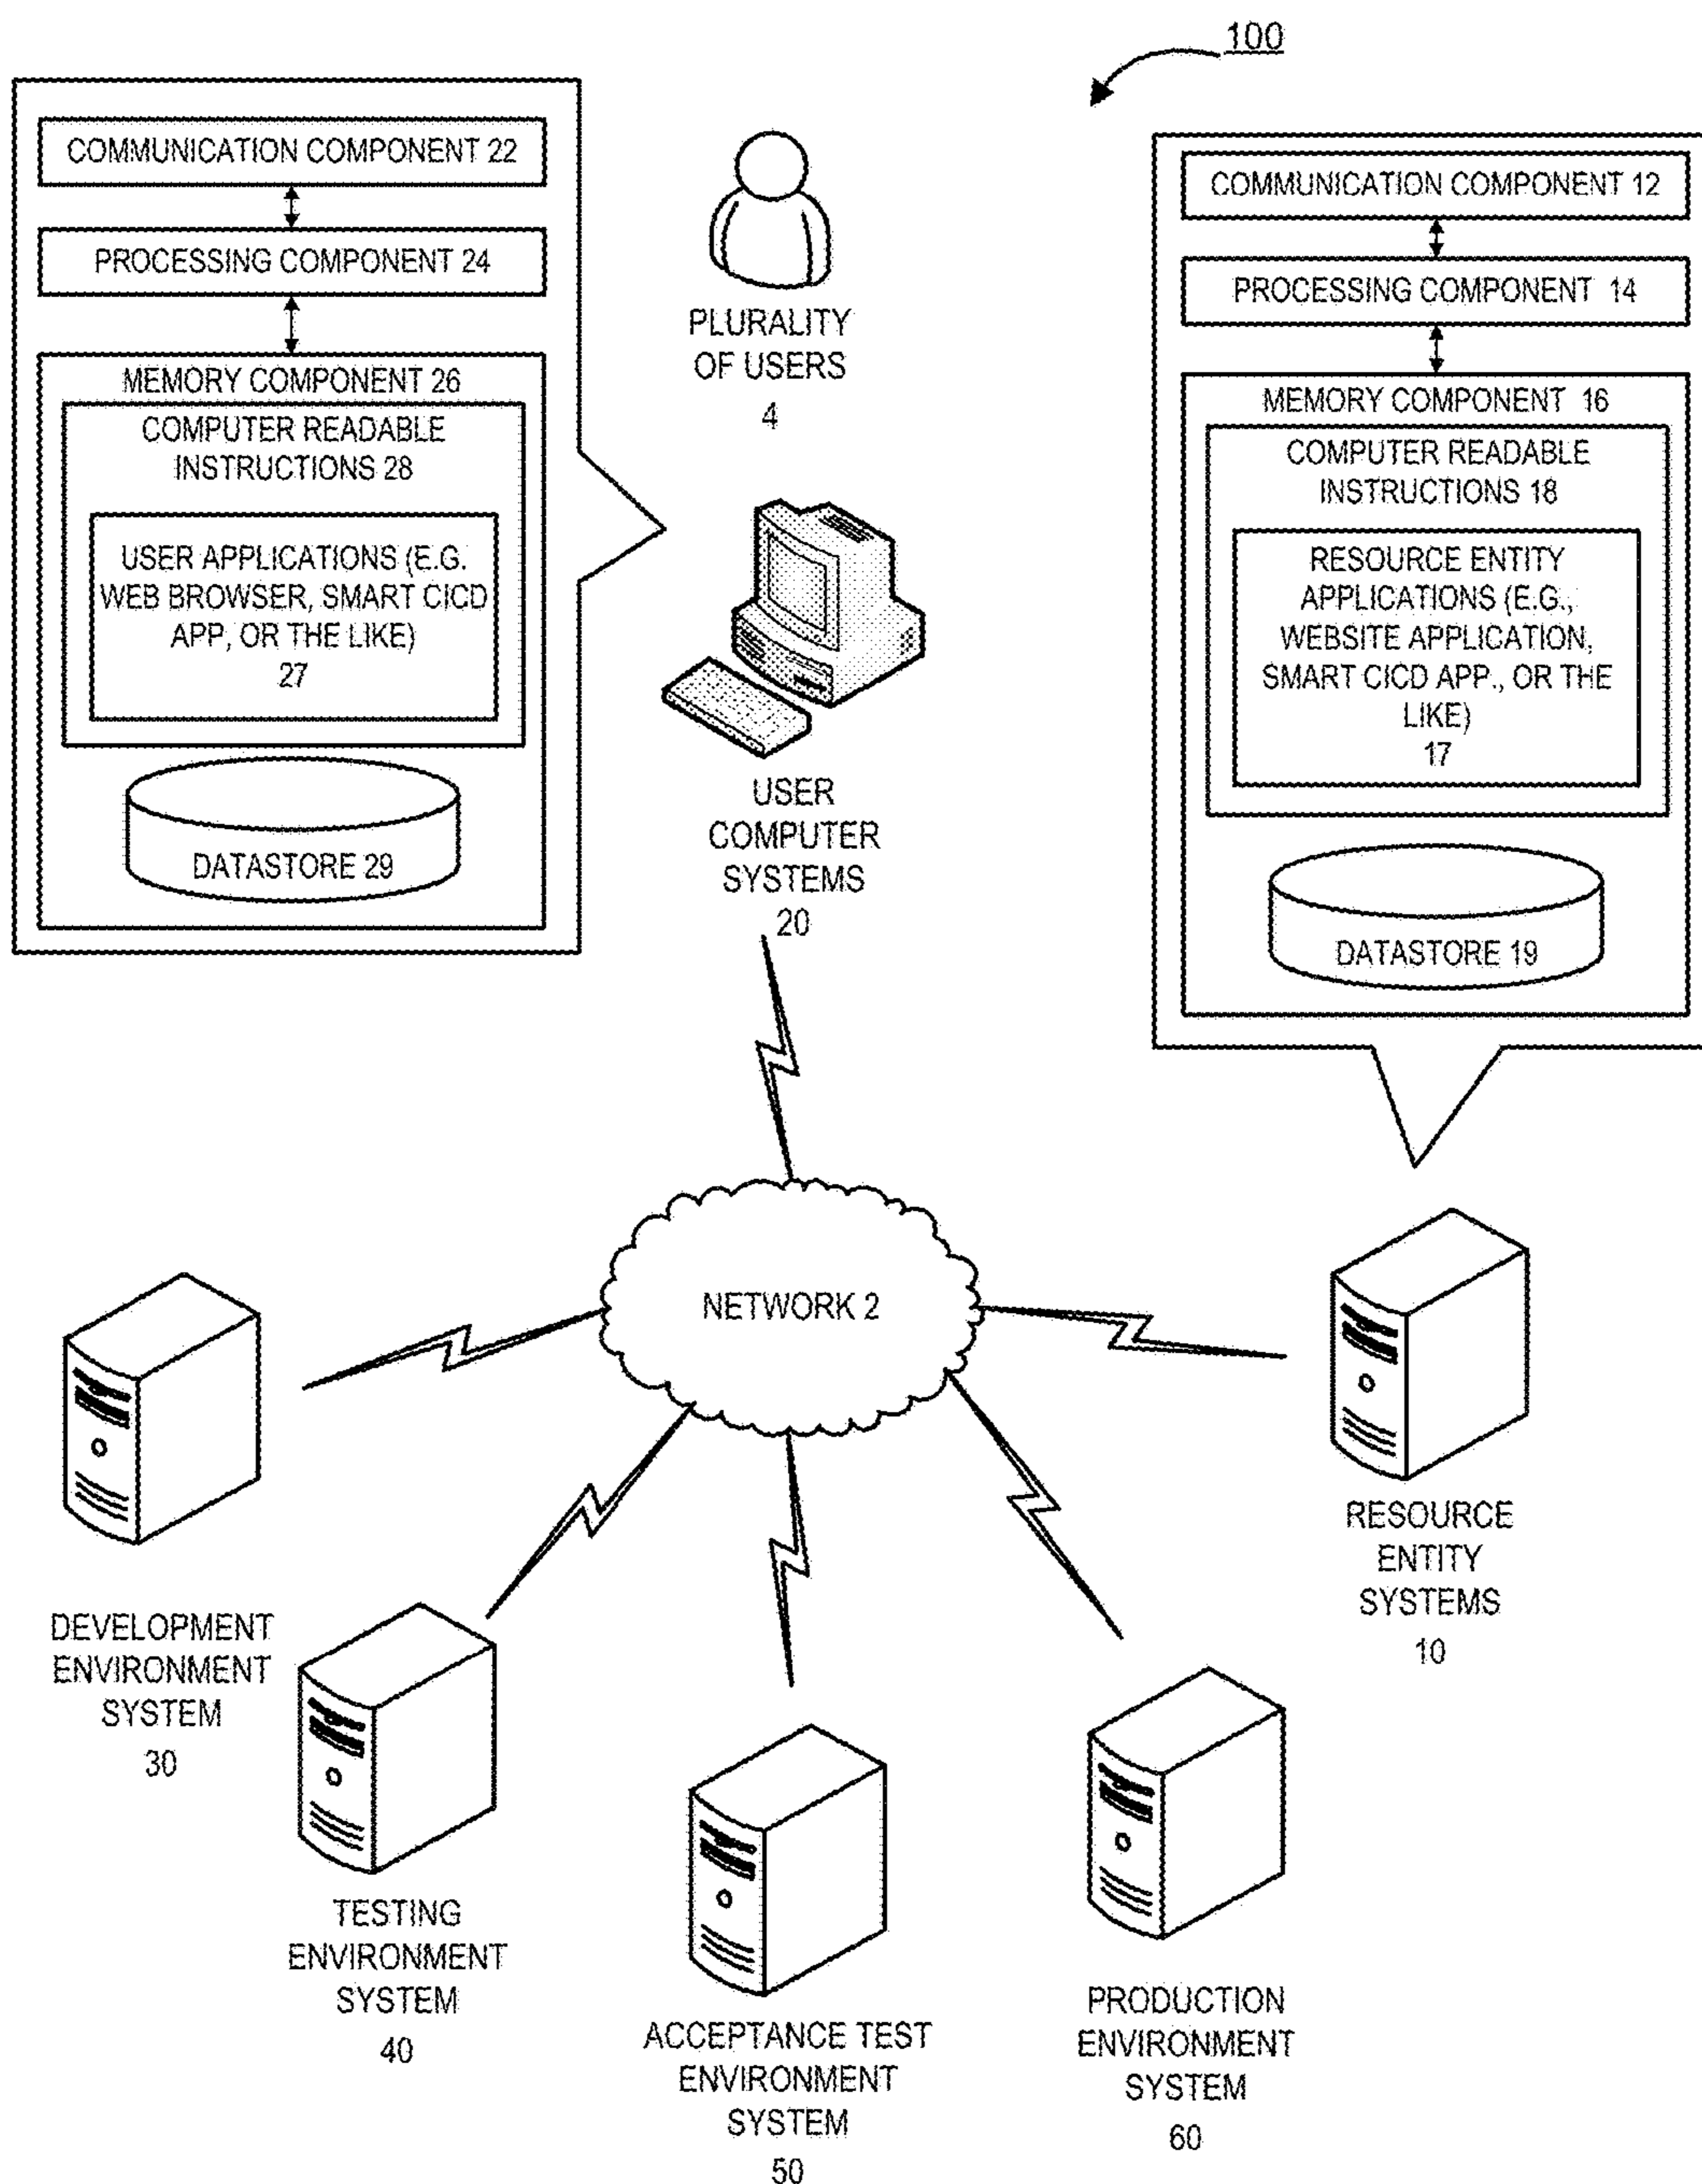 100
COMMUNICATION COMPONENT 22
PROCESSING COMPONENT 24
MEMORY COMPONENT 26
COMPUTER READABLE
INSTRUCTIONS 28
USER APPLICATIONS (E.G.
WEB BROWSER, SMART CICD
APP, OR THE LIKE)
27
DATASTORE 29
PLURALITY
OF USERS
4
USER
COMPUTER
SYSTEMS
20
COMMUNICATION COMPONENT 12
PROCESSING COMPONENT 14
MEMORY COMPONENT 16
COMPUTER READABLE
INSTRUCTIONS 18
RESOURCE ENTITY
APPLICATIONS (E.G.,
WEBSITE APPLICATION,
SMART CICD APP., OR THE
LIKE)
17
DATASTORE 19
NETWORK 2
RESOURCE
ENTITY
SYSTEMS
10
DEVELOPMENT
ENVIRONMENT
SYSTEM
30
TESTING
ENVIRONMENT
SYSTEM
40
ACCEPTANCE TEST
ENVIRONMENT
SYSTEM
50
PRODUCTION
ENVIRONMENT
SYSTEM
60